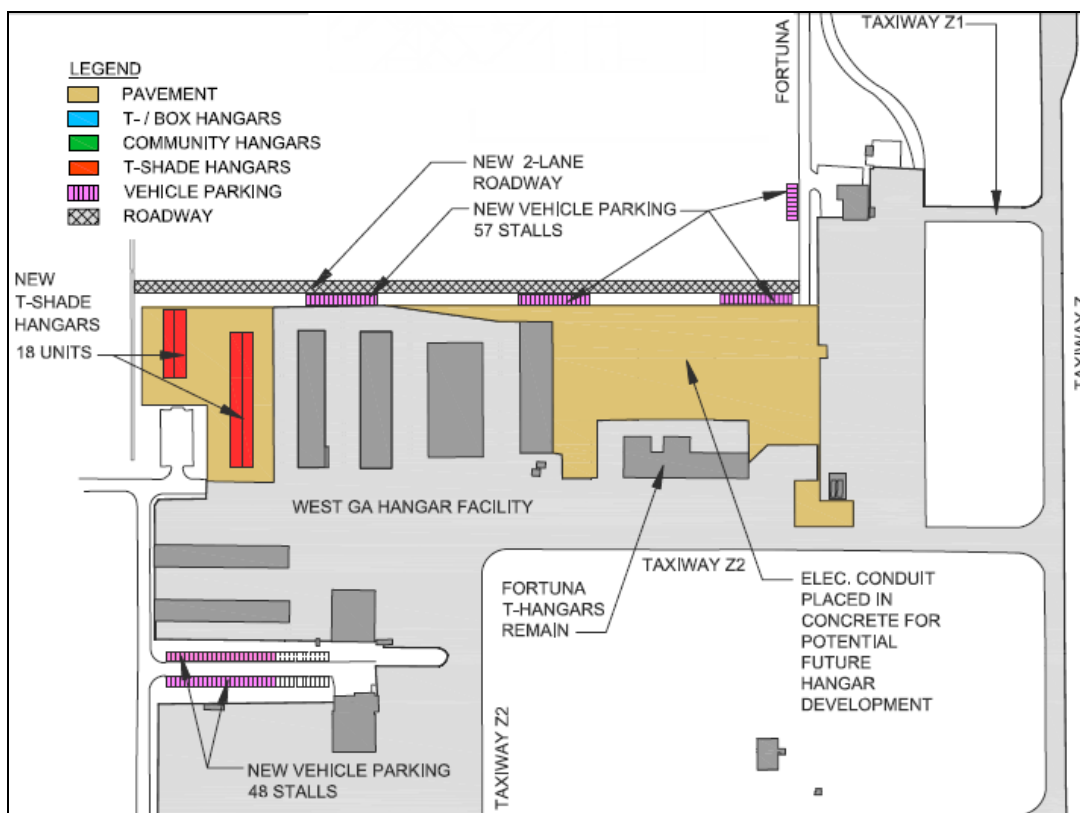 TAXIWAY Z1
FORTUNA
LEGEND
PAVEMENT
T- / BOX HANGARS
COMMUNITY HANGARS
T-SHADE HANGARS
VEHICLE PARKING
ROADWAY
NEW 2-LANE
ROADWAY
NEW VEHICLE PARKING
57 STALLS
NEW
T-SHADE
HANGARS
18 UNITS
TAXIWAY Z
WEST GA HANGAR FACILITY
TAXIWAY Z2
FORTUNA
T-HANGARS
REMAIN
ELEC. CONDUIT
PLACED IN
CONCRETE FOR
POTENTIAL
FUTURE
HANGAR
DEVELOPMENT
TAXIWAY Z2
NEW VEHICLE PARKING
48 STALLS